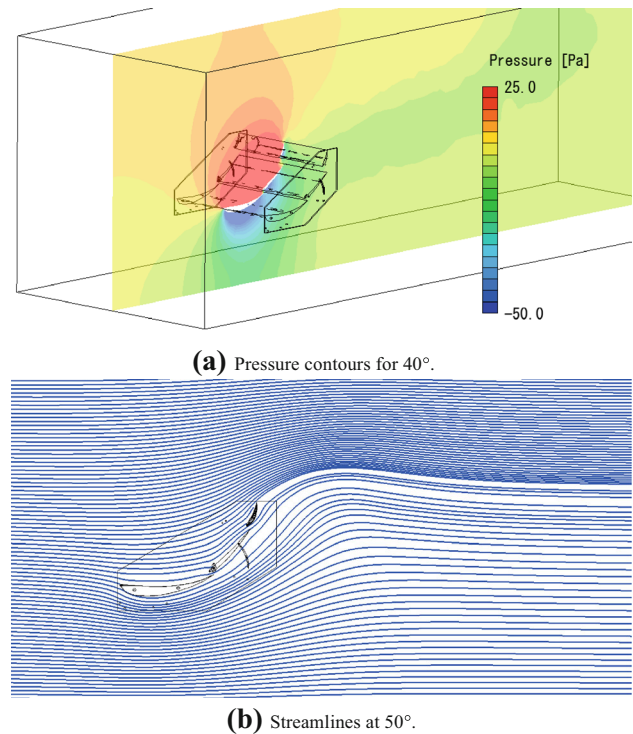 Pressure [Pa]
25.0
-50.0
(a) Pressure contours for 40°.
(b) Streamlines at 50°.